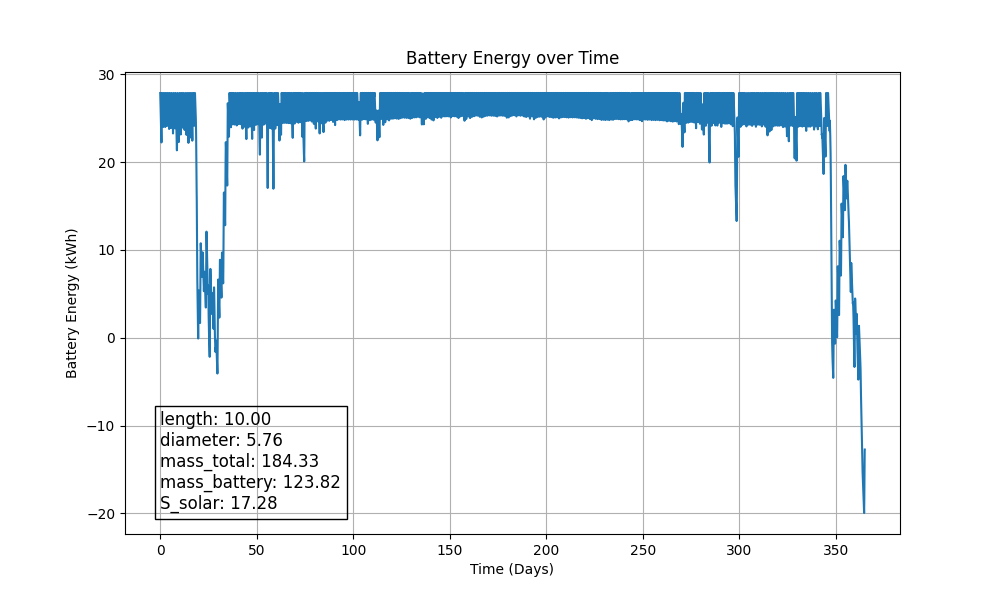 Battery Energy over Time
Battery Energy (kWh)
30
20
10
0
−10
−20
length: 10.00
diameter: 5.76
mass_total: 184.33
mass_battery: 123.82
S_solar: 17.28
0 50 100 150 200 250 300 350
Time (Days)